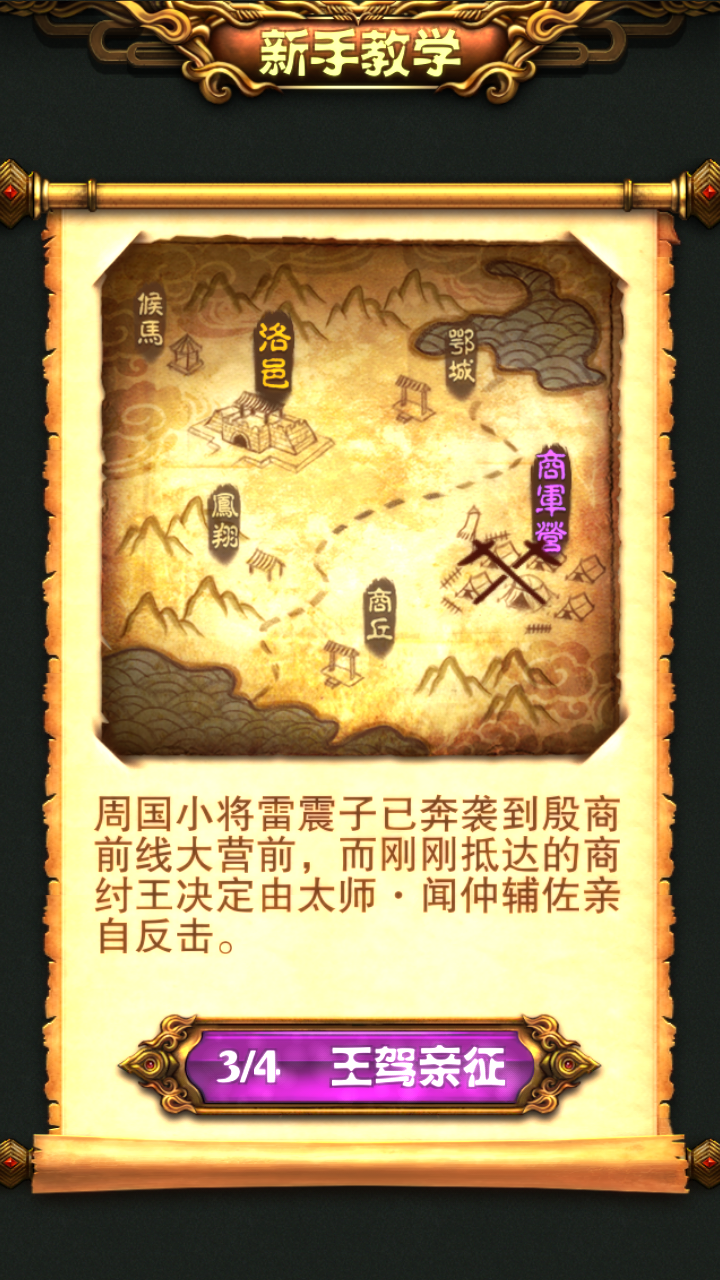 新手教学
候馬
洛邑
鄂城
商軍營
鳳翔
商丘
周国小将雷震子已奔袭到殷商
前线大营前，而刚刚抵达的商
纣王决定由太师·闻仲辅佐亲
自反击。
3/4 王驾亲征